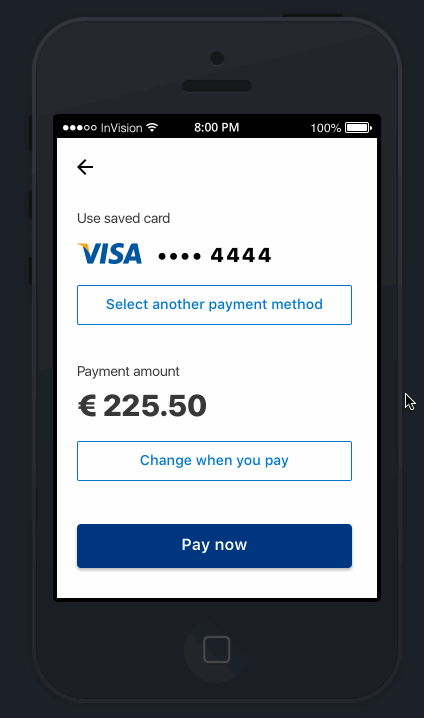 InVision 8:00 PM 100%
Use saved card
VISA •••• 4444
Select another payment method
Payment amount
€ 225.50
Change when you pay
Pay now